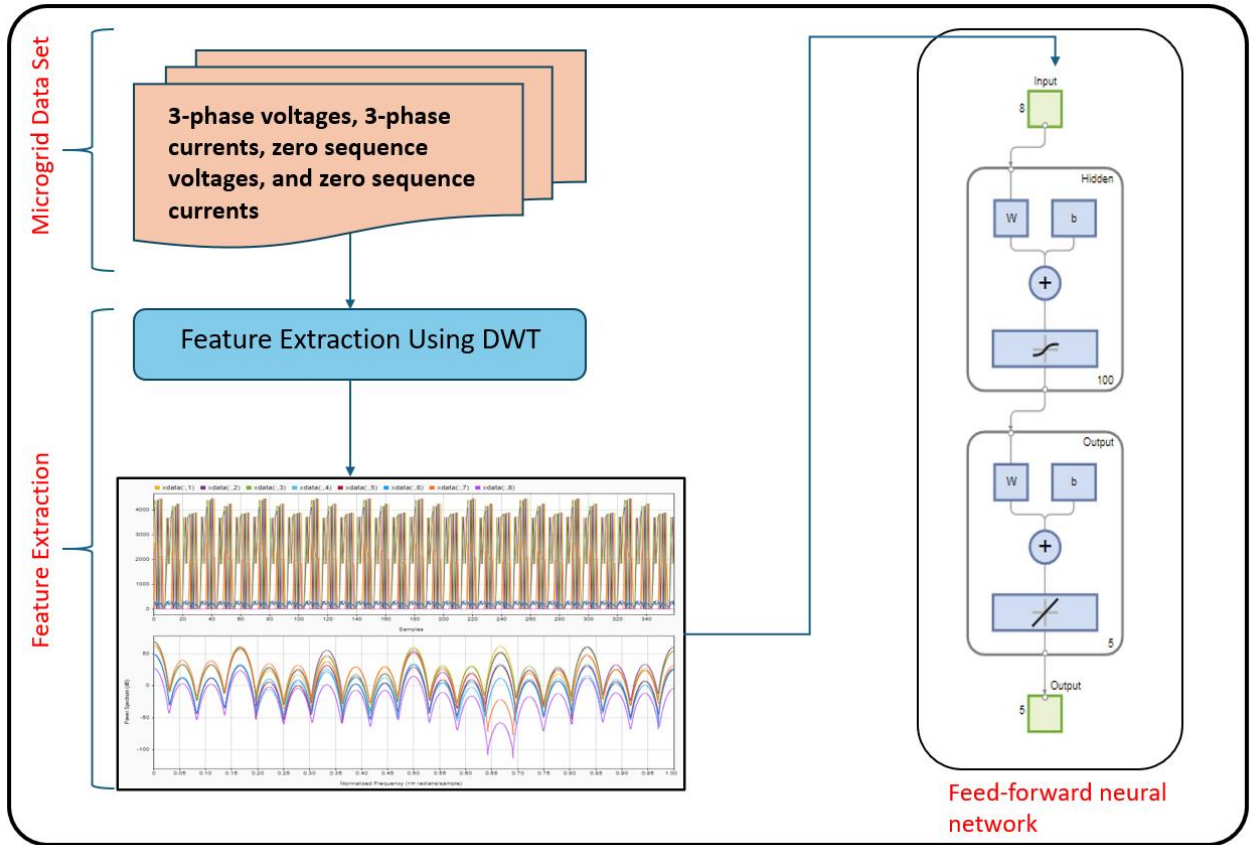 Microgrid Data Set
3-phase voltages, 3-phase
currents, zero sequence
voltages, and zero sequence
currents
Feature Extraction
Feature Extraction Using DWT
xdata(:,1) xdata(:,2) xdata(:,3) xdata(:,4) xdata(:,5) xdata(:,6) xdata(:,7) xdata(:,8)
4000
3000
2000
1000
0
0 20 40 60 80 100 120 140 160 180 200 220 240 260 280 300 320 340
Samples
Power Spectrum (dB)
50
0
-50
-100
0 0.05 0.10 0.15 0.20 0.25 0.30 0.35 0.40 0.45 0.50 0.55 0.60 0.65 0.70 0.75 0.80 0.85 0.90 0.95 1.00
Normalized Frequency (×π radians/sample)
Input
8
Hidden
W b
+
100
Output
W b
+
5
Output
5
Feed-forward neural
network